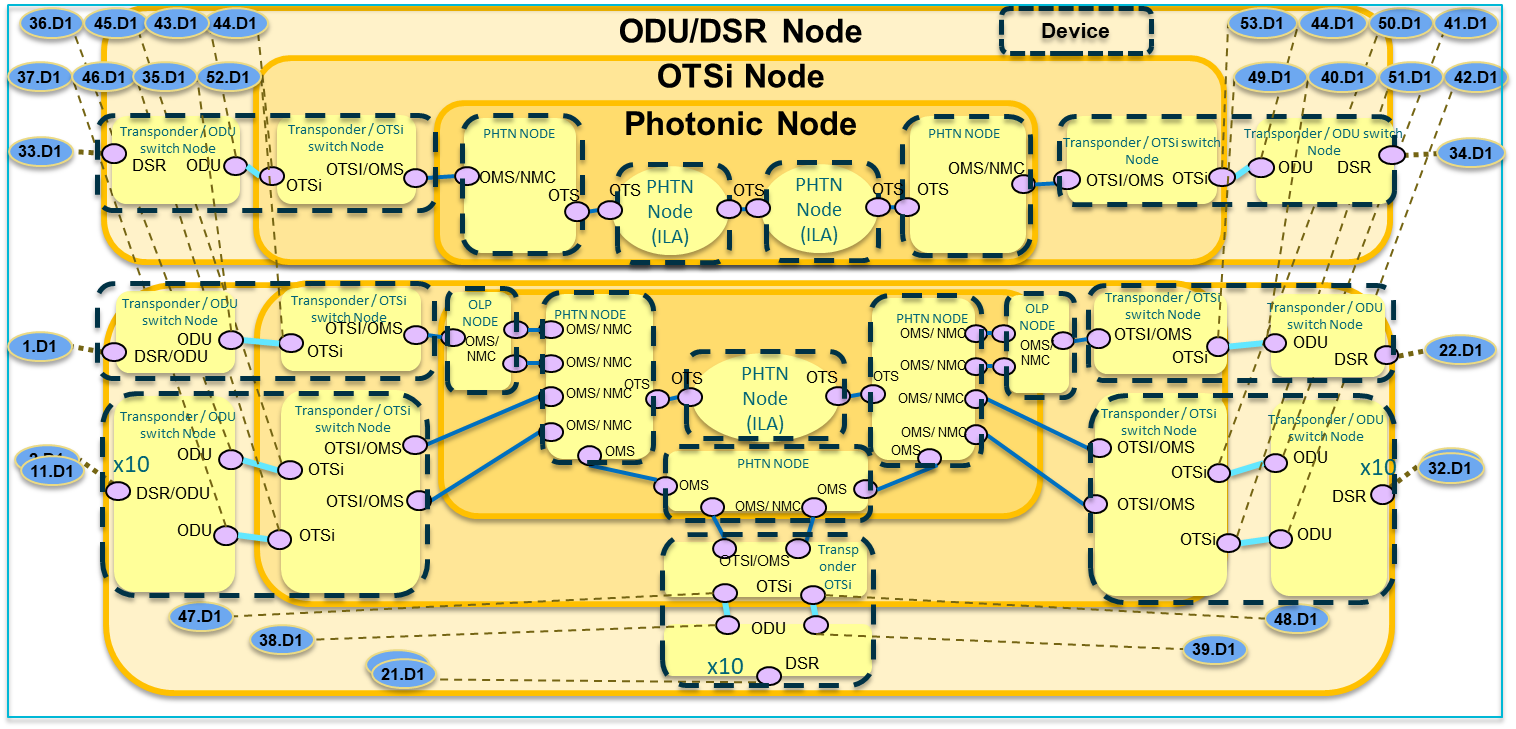 36.D1 45.D1 43.D1 44.D1
ODU/DSR Node
Device
53.D1 44.D1 50.D1 41.D1
37.D1 46.D1 35.D1 52.D1
OTSi Node
49.D1 40.D1 51.D1 42.D1
Photonic Node
33.D1
Transponder / ODU
switch Node
DSR
ODU
Transponder / OTSi
switch Node
OTSi
OTSI/OMS
PHTN NODE
OMS/NMC
OTS
OTS
PHTN
Node
(ILA)
OTS
PHTN
Node
(ILA)
OTS
PHTN NODE
OTS
OMS/NMC
Transponder / OTSi switch
Node
OTSI/OMS
OTSi
Transponder / ODU switch
Node
ODU
DSR
34.D1
1.D1
Transponder / ODU
switch Node
ODU
DSR/ODU
Transponder / OTSi
switch Node
OTSI/OMS
OTSi
OLP
NODE
OMS/
NMC
PHTN NODE
OMS/ NMC
OMS/ NMC
OMS/ NMC
OTS
OMS/ NMC
OMS
OTS
PHTN
Node
(ILA)
OTS
PHTN NODE
OMS/ NMC
OMS/ NMC
OTS
OMS/ NMC
OMS/ NMC
OMS
OLP
NODE
OMS/
NMC
Transponder / OTSi
switch Node
OTSI/OMS
OTSi
Transponder / ODU
switch Node
ODU
DSR
22.D1
11.D1
Transponder / ODU
switch Node
ODU
x10
DSR/ODU
ODU
Transponder / OTSi
switch Node
OTSI/OMS
OTSi
OTSI/OMS
OTSi
PHTN NODE
OMS
OMS
OMS/ NMC
Transponder / OTSi
switch Node
OTSI/OMS
OTSi
OTSI/OMS
OTSi
Transponder / ODU
switch Node
ODU
x10
DSR
ODU
32.D1
OTSI/OMS
Transp
onder
OTSi
OTSi
ODU
x10
DSR
47.D1
38.D1
21.D1
48.D1
39.D1